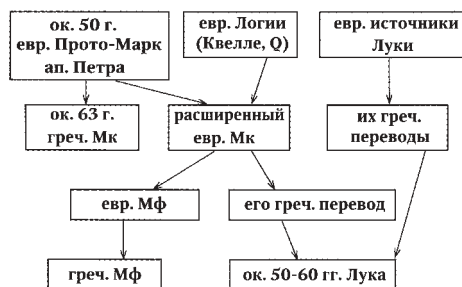 ок. 50 г.
евр. Прото-Марк
ап. Петра
евр. Логии
(Квелле, Q)
евр. источники
Луки
ок. 63 г.
греч. Мк
расширенный
евр. Мк
их греч.
переводы
евр. Мф
его греч. перевод
греч. Мф
ок. 50-60 гг. Лука